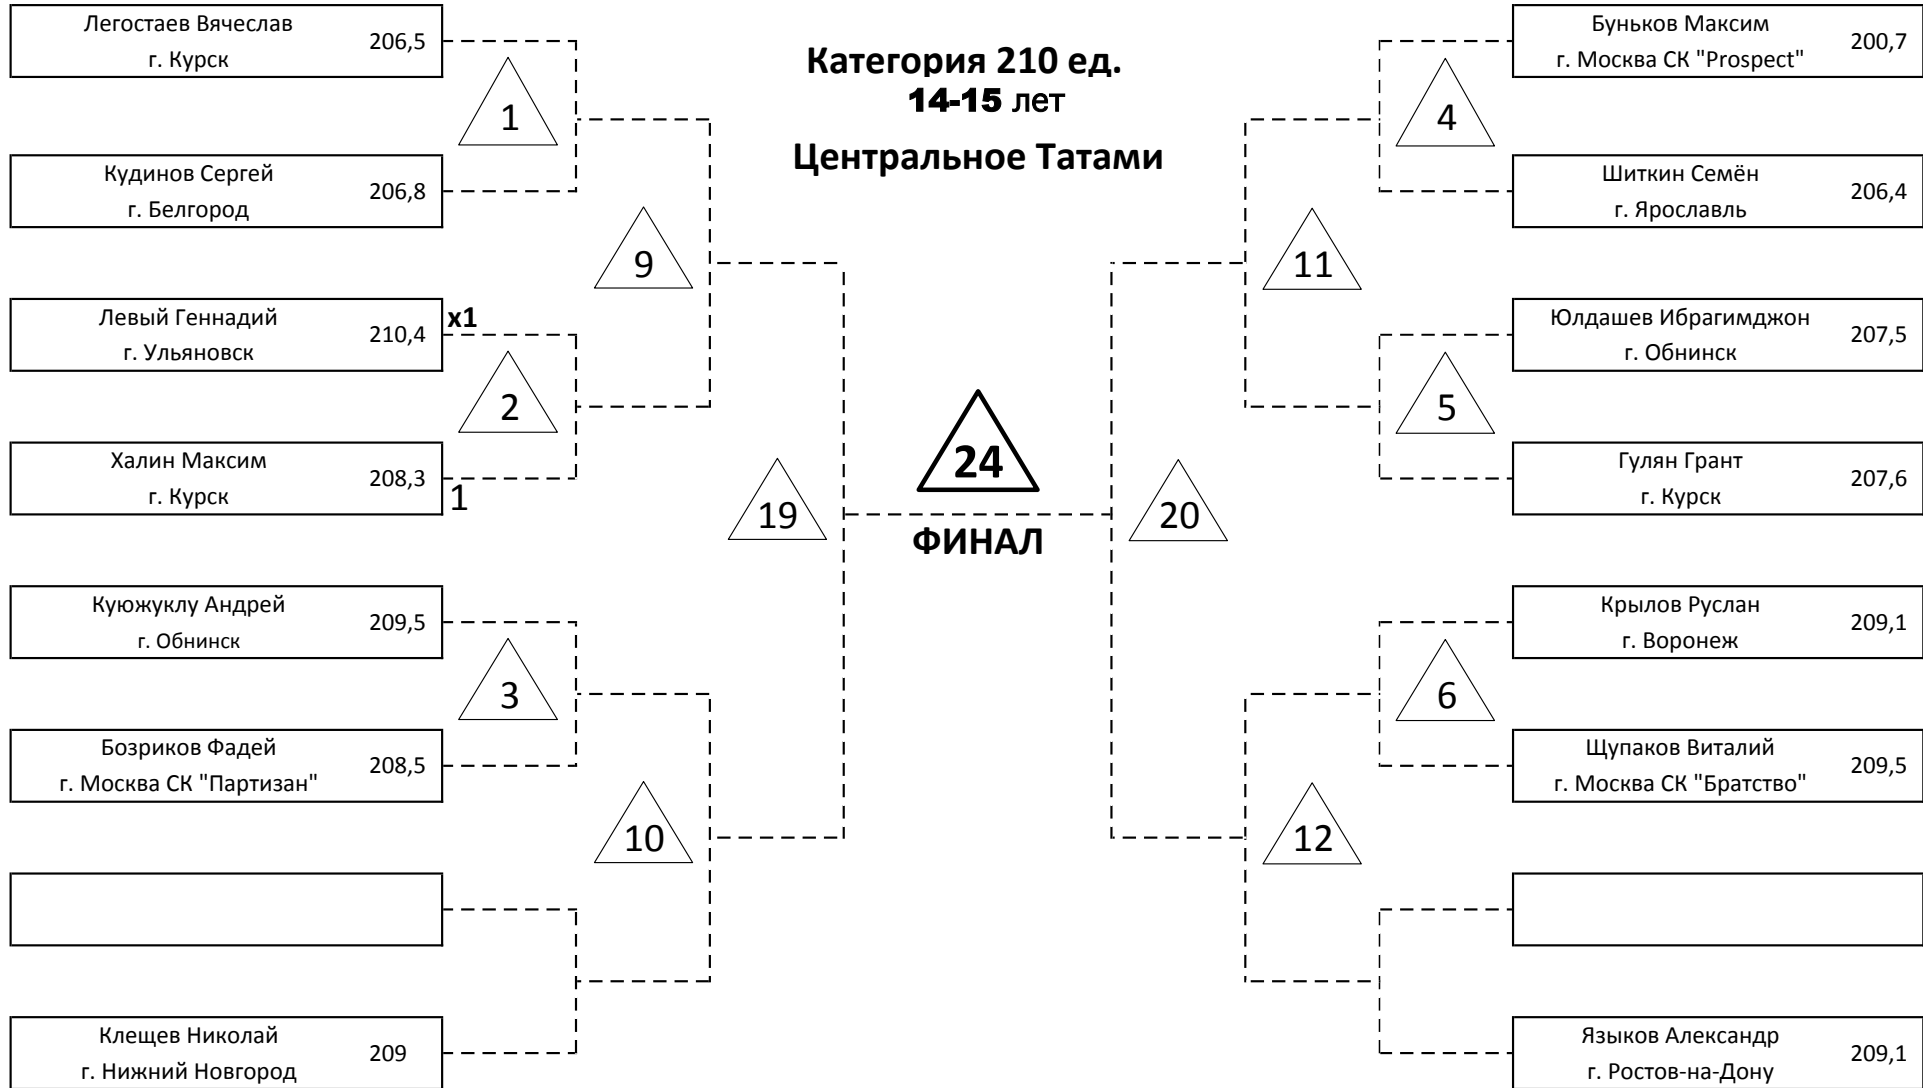 Категория 210 ед.
14-15 лет
Центральное Татами
Легостаев Вячеслав
г. Курск
206,5
1
Кудинов Сергей
г. Белгород
206,8
9
Левый Геннадий
г. Ульяновск
210,4
x1
2
Халин Максим
г. Курск
208,3
1
19
Куюжуклу Андрей
г. Обнинск
209,5
3
Бозриков Фадей
г. Москва СК "Партизан"
208,5
10
Клещев Николай
г. Нижний Новгород
209
24
ФИНАЛ
Буньков Максим
г. Москва СК "Prospect"
200,7
4
Шиткин Семён
г. Ярославль
206,4
11
Юлдашев Ибрагимджон
г. Обнинск
207,5
5
Гулян Грант
г. Курск
207,6
20
Крылов Руслан
г. Воронеж
209,1
6
Щупаков Виталий
г. Москва СК "Братство"
209,5
12
Языков Александр
г. Ростов-на-Дону
209,1